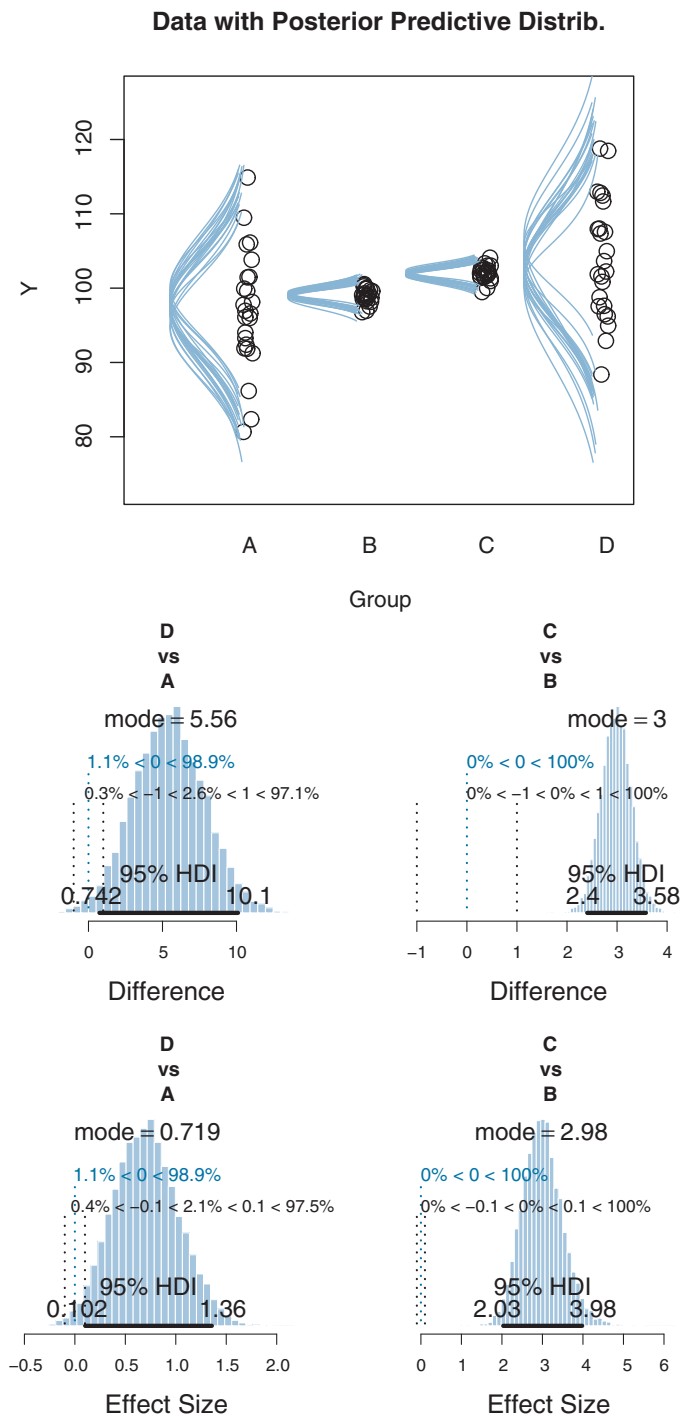 Data with Posterior Predictive Distrib.
120
110
100
90
80
Y
A B C D
Group
D
vs
A
mode = 5.56
1.1% < 0 < 98.9%
0.3% < −1 < 2.6% < 1 < 97.1%
95% HDI
0.742 10.1
0 5 10
Difference
C
vs
B
mode = 3
0% < 0 < 100%
0% < −1 < 0% < 1 < 100%
95% HDI
2.4 3.58
−1 0 1 2 3 4
Difference
D
vs
A
mode = 0.719
1.1% < 0 < 98.9%
0.4% < −0.1 < 2.1% < 0.1 < 97.5%
95% HDI
0.102 1.36
−0.5 0.0 0.5 1.0 1.5 2.0
Effect Size
C
vs
B
mode = 2.98
0% < 0 < 100%
0% < −0.1 < 0% < 0.1 < 100%
95% HDI
2.03 3.98
0 1 2 3 4 5 6
Effect Size